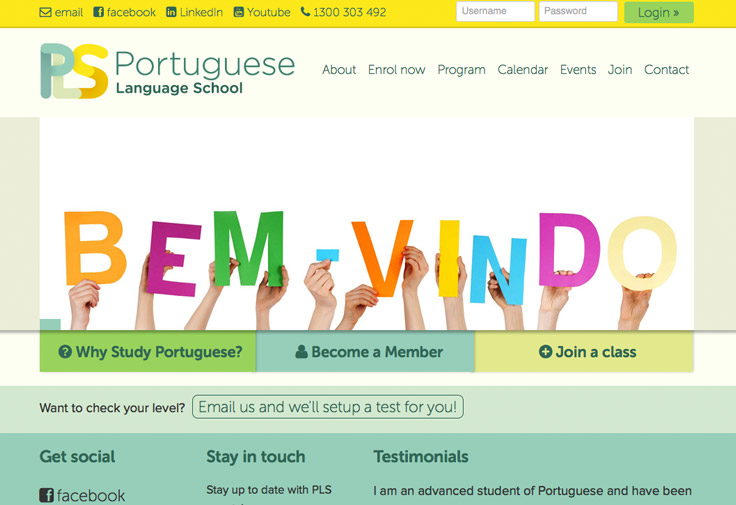 email facebook LinkedIn Youtube 1300 303 492 Username Password Login »
PLS Portuguese
Language School
About Enrol now Program Calendar Events Join Contact
BEM-VINDO
Why Study Portuguese? Become a Member Join a class
Want to check your level? Email us and we'll setup a test for you!
Get social Stay in touch Testimonials
facebook Stay up to date with PLS I am an advanced student of Portuguese and have been